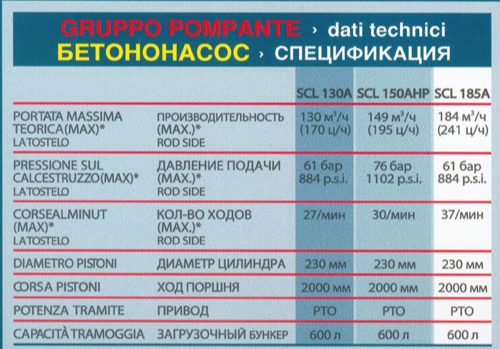 GRUPPO POMPANTE › dati technici
БЕТОНОНАСОС › СПЕЦИФИКАЦИЯ
SCL 130A SCL 150AHP SCL 185A
PORTATA MASSIMA ПРОИЗВОДИТЕЛЬНОСТЬ 130 м³/ч 149 м³/ч 184 м³/ч
TEORICA(MAX)* (MAX.)* (170 ц/ч) (195 ц/ч) (241 ц/ч)
LATOSTELO ROD SIDE
PRESSIONE SUL ДАВЛЕНИЕ ПОДАЧИ 61 бар 76 бар 61 бар
CALCESTRUZZO(MAX)* (MAX.)* 884 p.s.i. 1102 p.s.i. 884 p.s.i.
LATOSTELO ROD SIDE
CORSEALMINUT КОЛ-ВО ХОДОВ 27/мин 30/мин 37/мин
(MAX)* (MAX.)*
LATOSTELO ROD SIDE
DIAMETRO PISTONI ДИАМЕТР ЦИЛИНДРА 230 мм 230 мм 230 мм
CORSA PISTONI ХОД ПОРШНЯ 2000 мм 2000 мм 2000 мм
POTENZA TRAMITE ПРИВОД PTO PTO PTO
CAPACITÀ TRAMOGGIA ЗАГРУЗОЧНЫЙ БУНКЕР 600 л 600 л 600 л